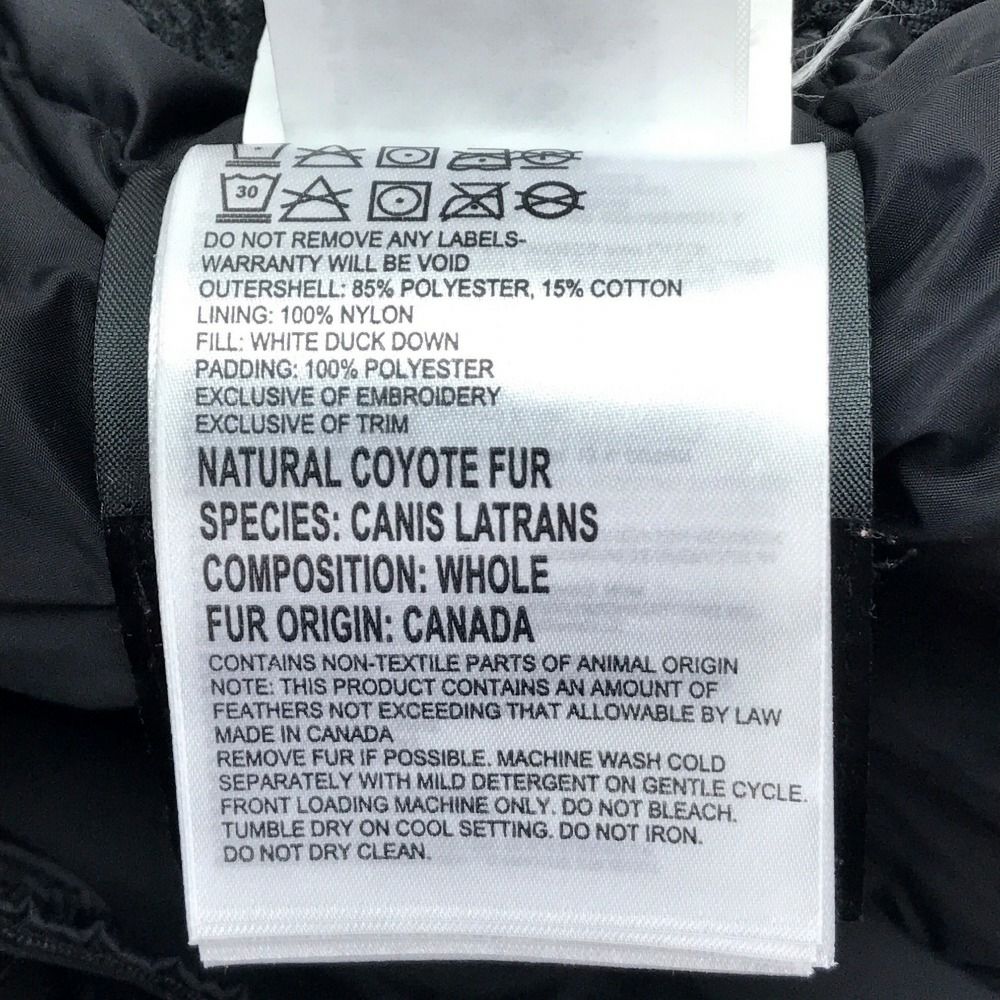 30
DO NOT REMOVE ANY LABELS-
WARRANTY WILL BE VOID
OUTERSHELL: 85% POLYESTER, 15% COTTON
LINING: 100% NYLON
FILL: WHITE DUCK DOWN
PADDING: 100% POLYESTER
EXCLUSIVE OF EMBROIDERY
EXCLUSIVE OF TRIM
NATURAL COYOTE FUR
SPECIES: CANIS LATRANS
COMPOSITION: WHOLE
FUR ORIGIN: CANADA
CONTAINS NON-TEXTILE PARTS OF ANIMAL ORIGIN
NOTE: THIS PRODUCT CONTAINS AN AMOUNT OF
FEATHERS NOT EXCEEDING THAT ALLOWABLE BY LAW
MADE IN CANADA
REMOVE FUR IF POSSIBLE. MACHINE WASH COLD
SEPARATELY WITH MILD DETERGENT ON GENTLE CYCLE.
FRONT LOADING MACHINE ONLY. DO NOT BLEACH.
TUMBLE DRY ON COOL SETTING. DO NOT IRON.
DO NOT DRY CLEAN.